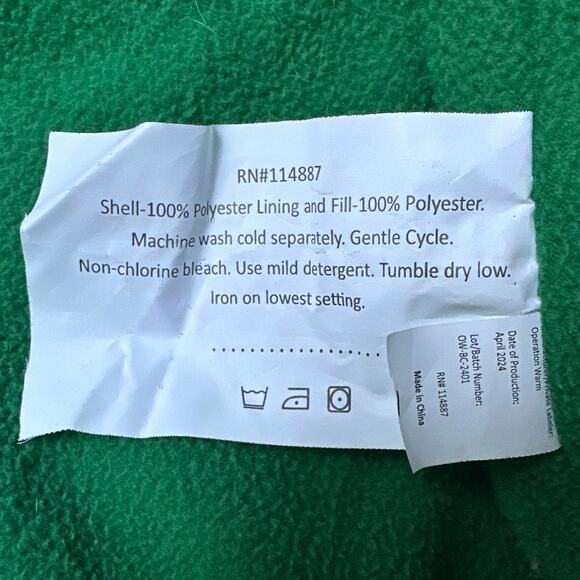 RN#114887
Shell-100% Polyester Lining and Fill-100% Polyester.
Machine wash cold separately. Gentle Cycle.
Non-chlorine bleach. Use mild detergent. Tumble dry low.
Iron on lowest setting.
....................
Private Labeler:
Operation Warm
Date of Production:
April 2024
Lot/Batch Number:
OW-BC-2401
RN# 114887
Made in China